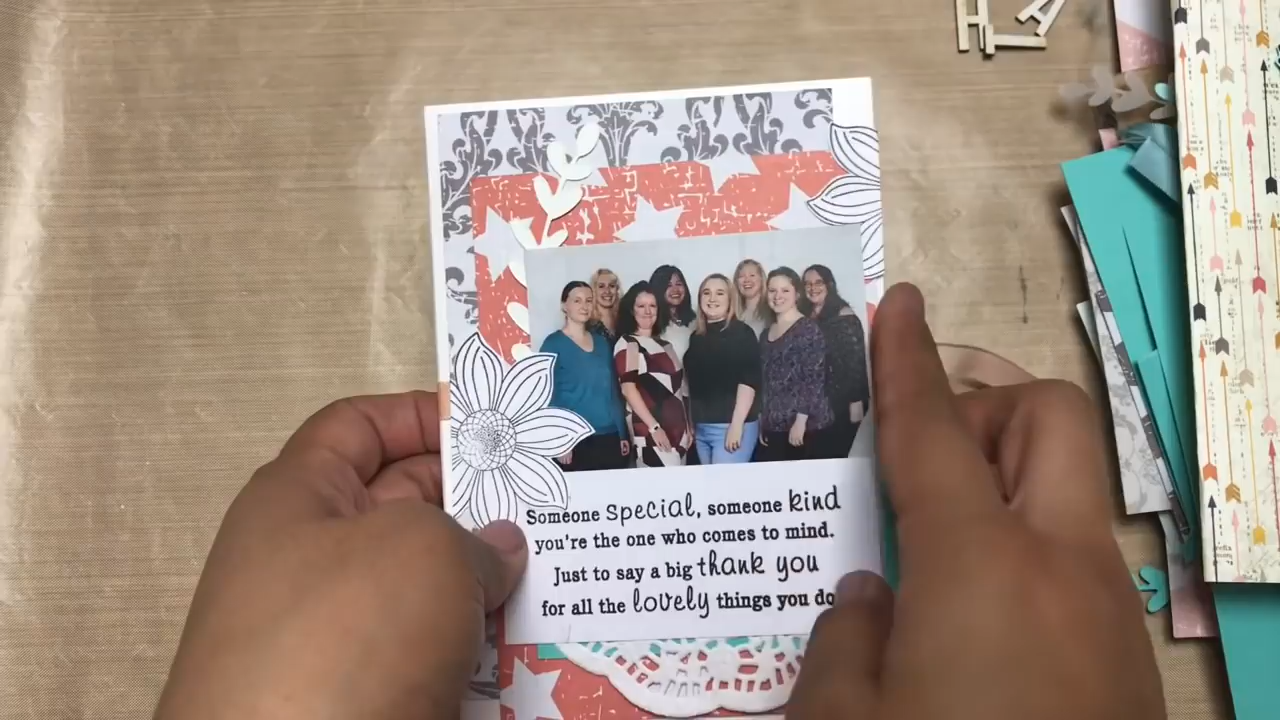 Someone special, someone kind
you're the one who comes to mind.
Just to say a big thank you
for all the lovely things you do